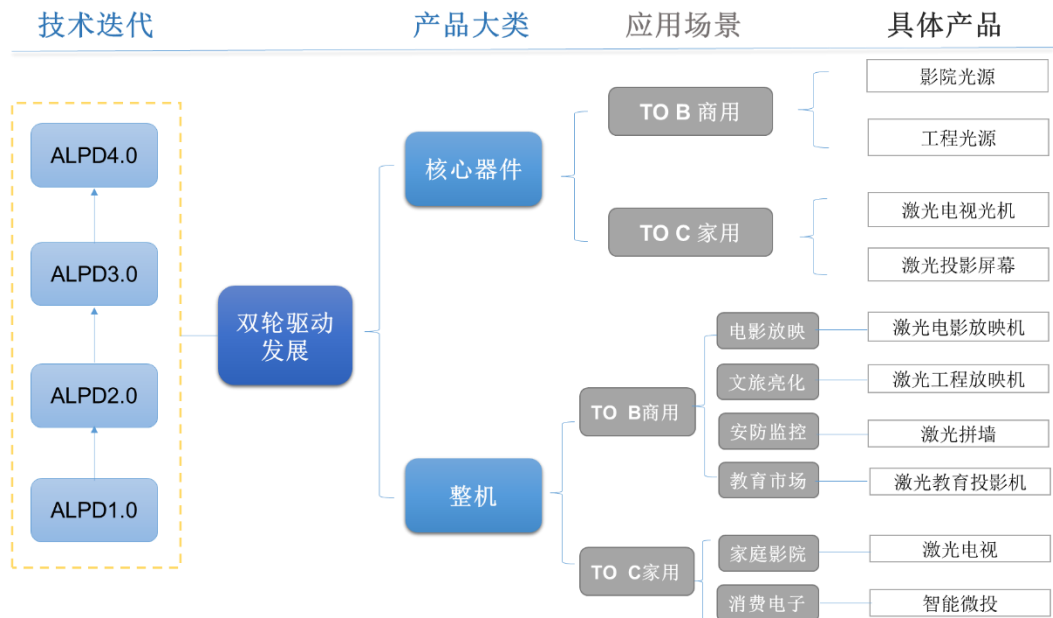 技术迭代
产品大类
应用场景
具体产品
ALPD4.0
ALPD3.0
ALPD2.0
ALPD1.0
双轮驱动
发展
核心器件
TO B 商用
影院光源
工程光源
TO C 家用
激光电视光机
激光投影屏幕
整机
TO B商用
电影放映
激光电影放映机
文旅亮化
激光工程放映机
安防监控
激光拼墙
教育市场
激光教育投影机
TO C家用
家庭影院
激光电视
消费电子
智能微投